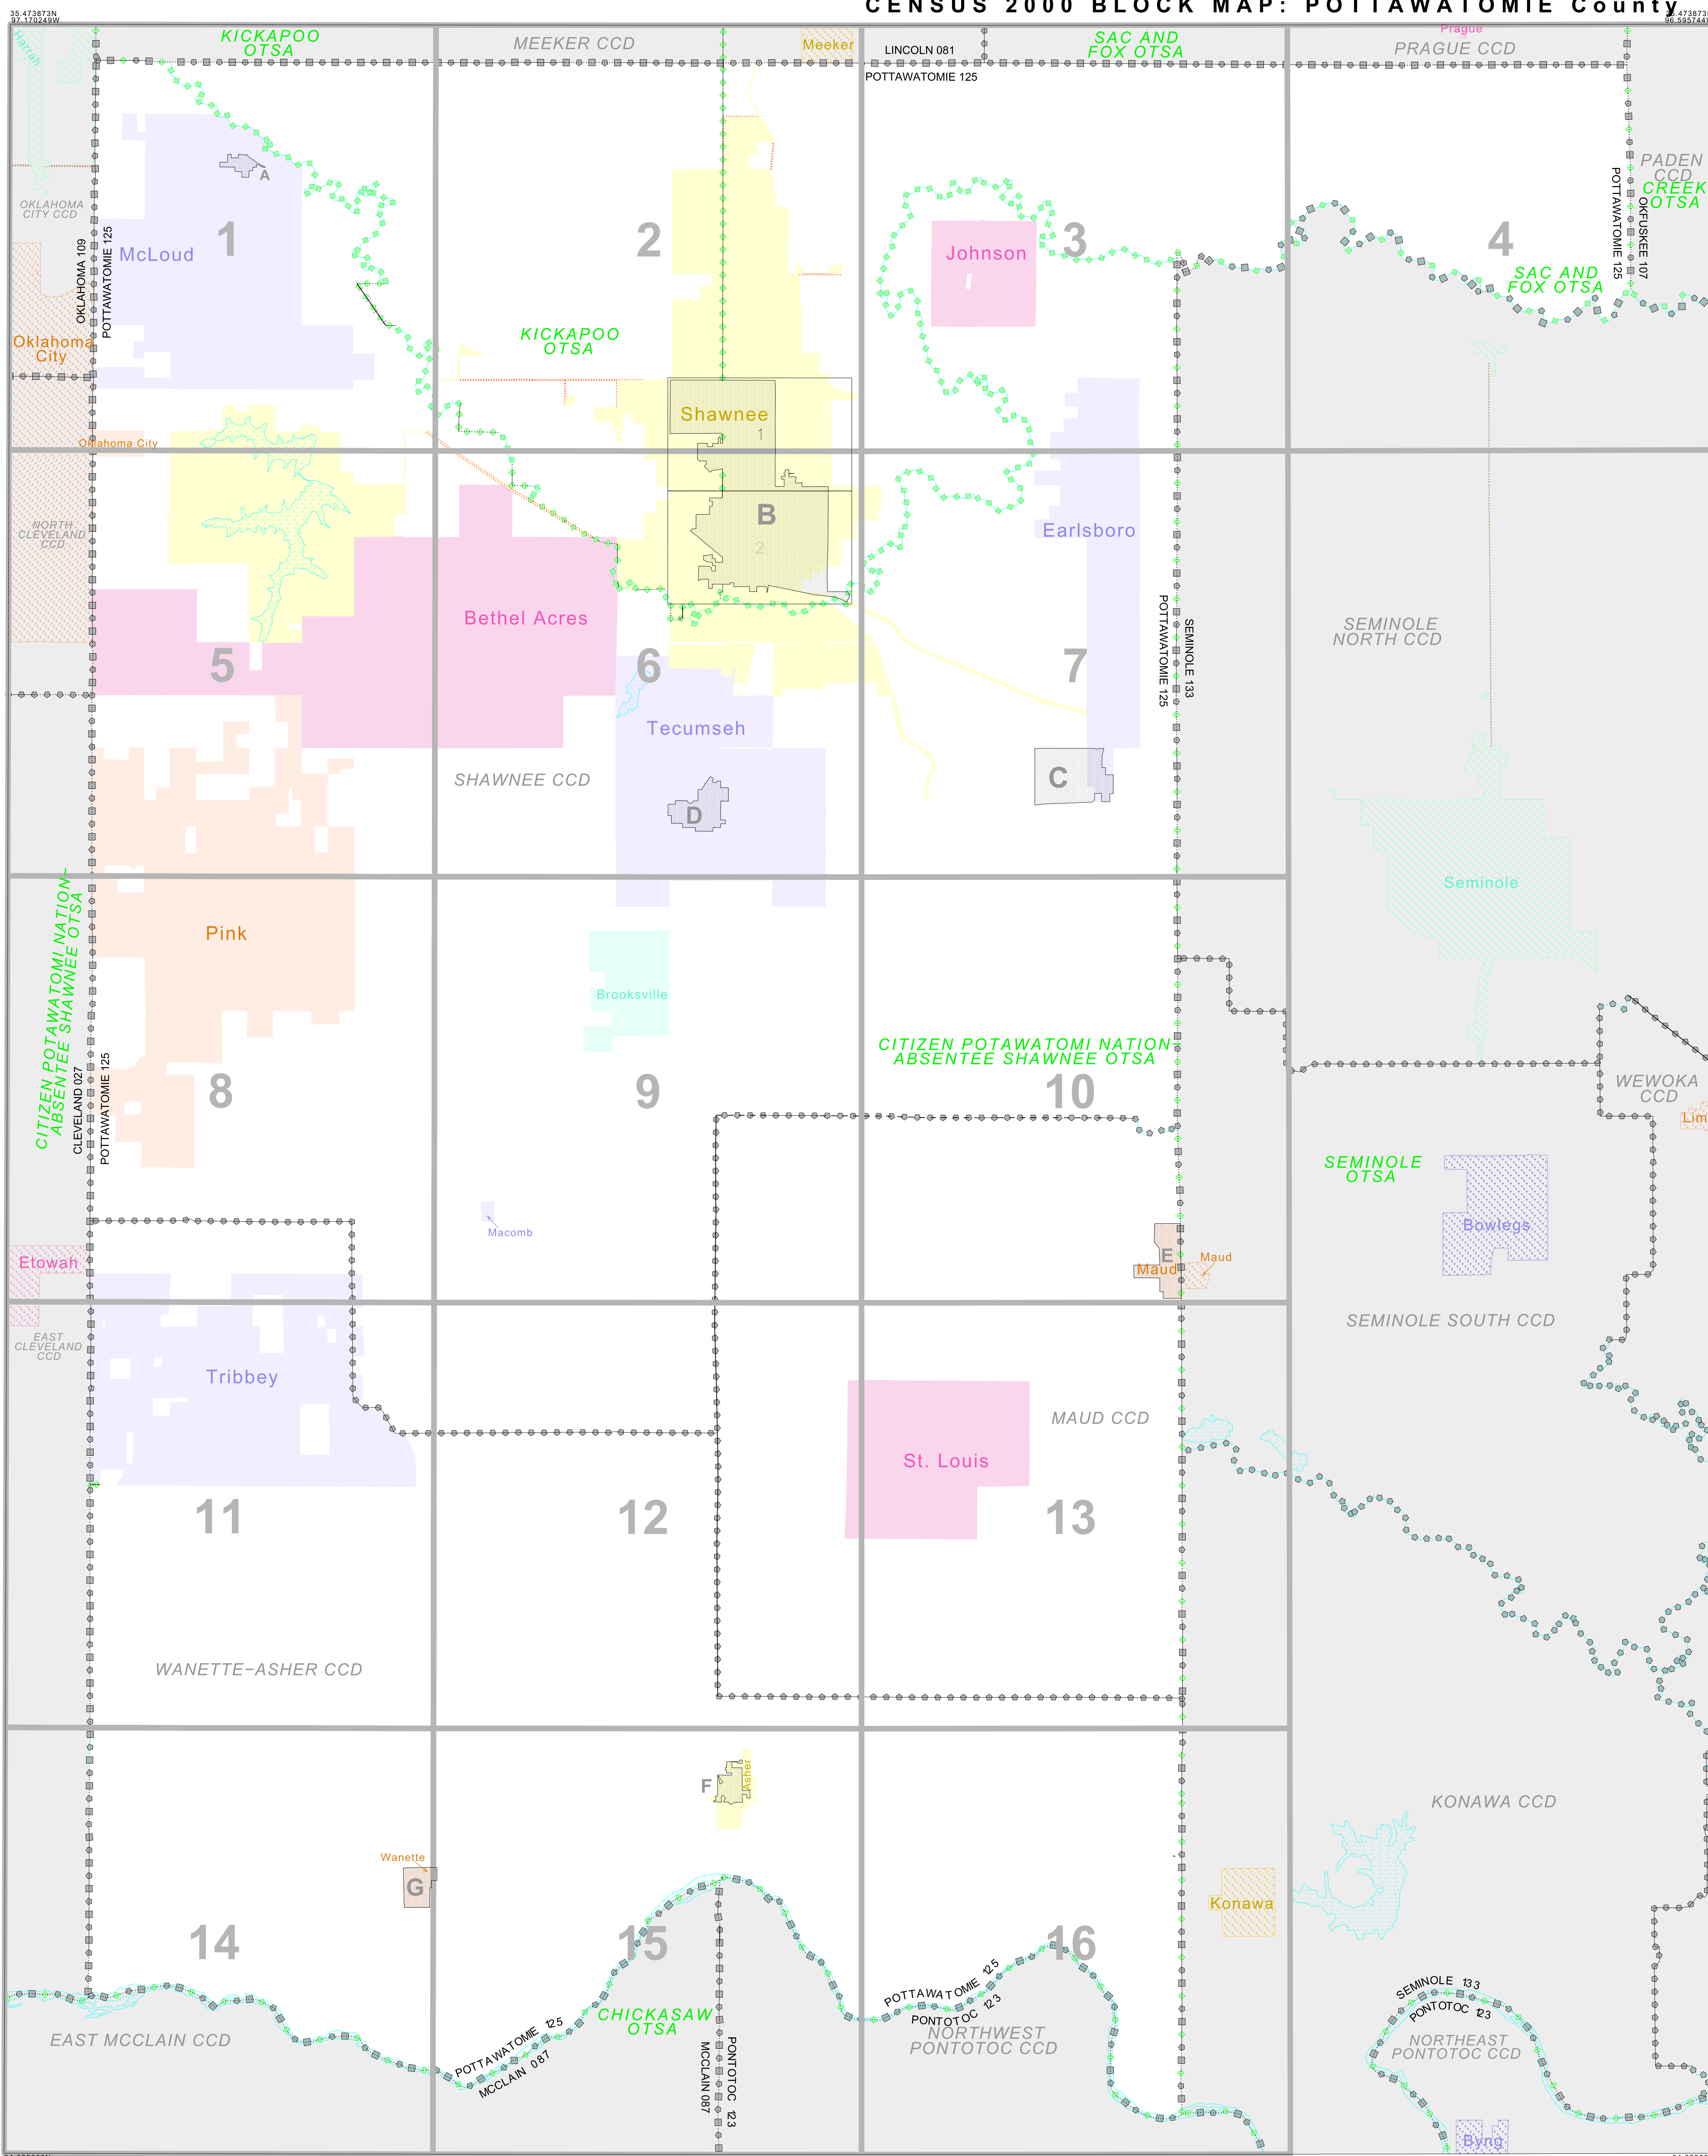 CENSUS 2000 BLOCK MAP: POTTAWATOMIE County
35.473873N
97.170249W
96.595744
Harrah
KICKAPOO
OTSA
MEEKER CCD
Meeker
LINCOLN 081
POTTAWATOMIE 125
SAC AND
FOX OTSA
Prague
PRAGUE CCD
PADEN
CCD
CREEK
OTSA
POTTAWATOMIE 125
OKFUSKEE 107
OKLAHOMA
CITY CCD
A
1
McLoud
OKLAHOMA 109
POTTAWATOMIE 125
2
Johnson
3
4
SAC AND
FOX OTSA
Oklahoma
City
KICKAPOO
OTSA
Shawnee
1
Oklahoma City
NORTH
CLEVELAND
CCD
B
2
Earlsboro
Bethel Acres
5
6
7
POTTAWATOMIE 125
SEMINOLE 133
SEMINOLE
NORTH CCD
Tecumseh
SHAWNEE CCD
C
D
Seminole
CITIZEN POTAWATOMI NATION-
ABSENTEE SHAWNEE OTSA
Pink
Brooksville
CITIZEN POTAWATOMI NATION-
ABSENTEE SHAWNEE OTSA
CLEVELAND 027
POTTAWATOMIE 125
8
9
10
WEWOKA
CCD
Lim
SEMINOLE
OTSA
Bowlegs
Macomb
E
Maud
Maud
Etowah
EAST
CLEVELAND
CCD
SEMINOLE SOUTH CCD
Tribbey
MAUD CCD
St. Louis
11
12
13
WANETTE-ASHER CCD
F
Asher
KONAWA CCD
Wanette
G
Konawa
14
15
16
POTTAWATOMIE 125
PONTOTOC 123
SEMINOLE 133
PONTOTOC 123
CHICKASAW
OTSA
EAST MCCLAIN CCD
POTTAWATOMIE 125
MCCLAIN 087
MCCLAIN 087
PONTOTOC 123
NORTHWEST
PONTOTOC CCD
NORTHEAST
PONTOTOC CCD
Byng